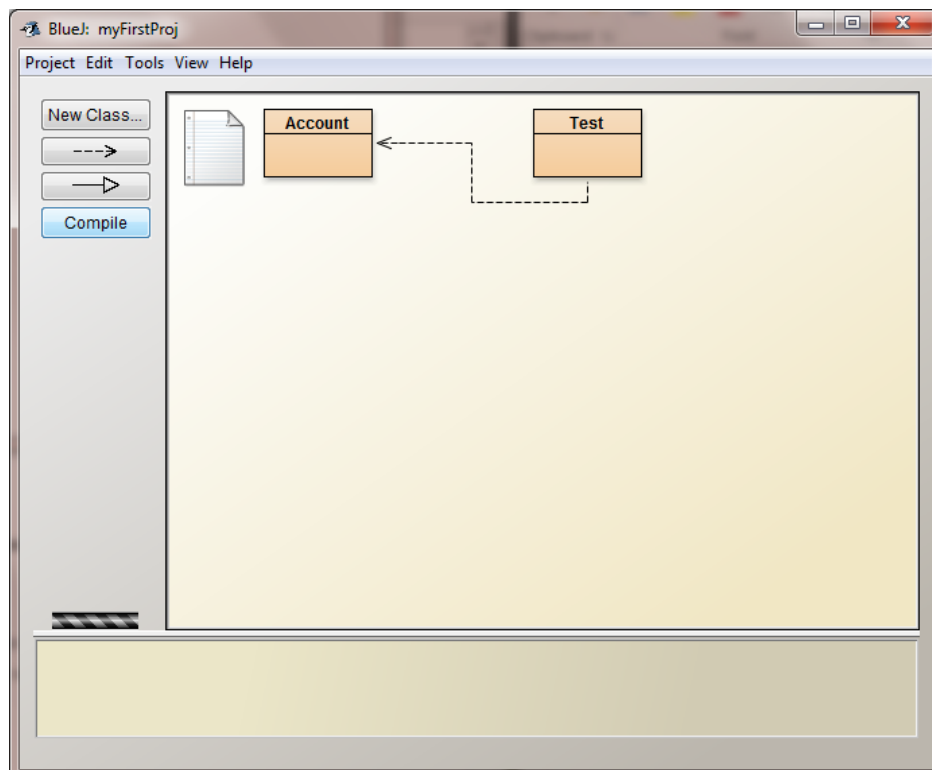 BlueJ: myFirstProj
Project Edit Tools View Help
New Class...
Account
Test
Compile